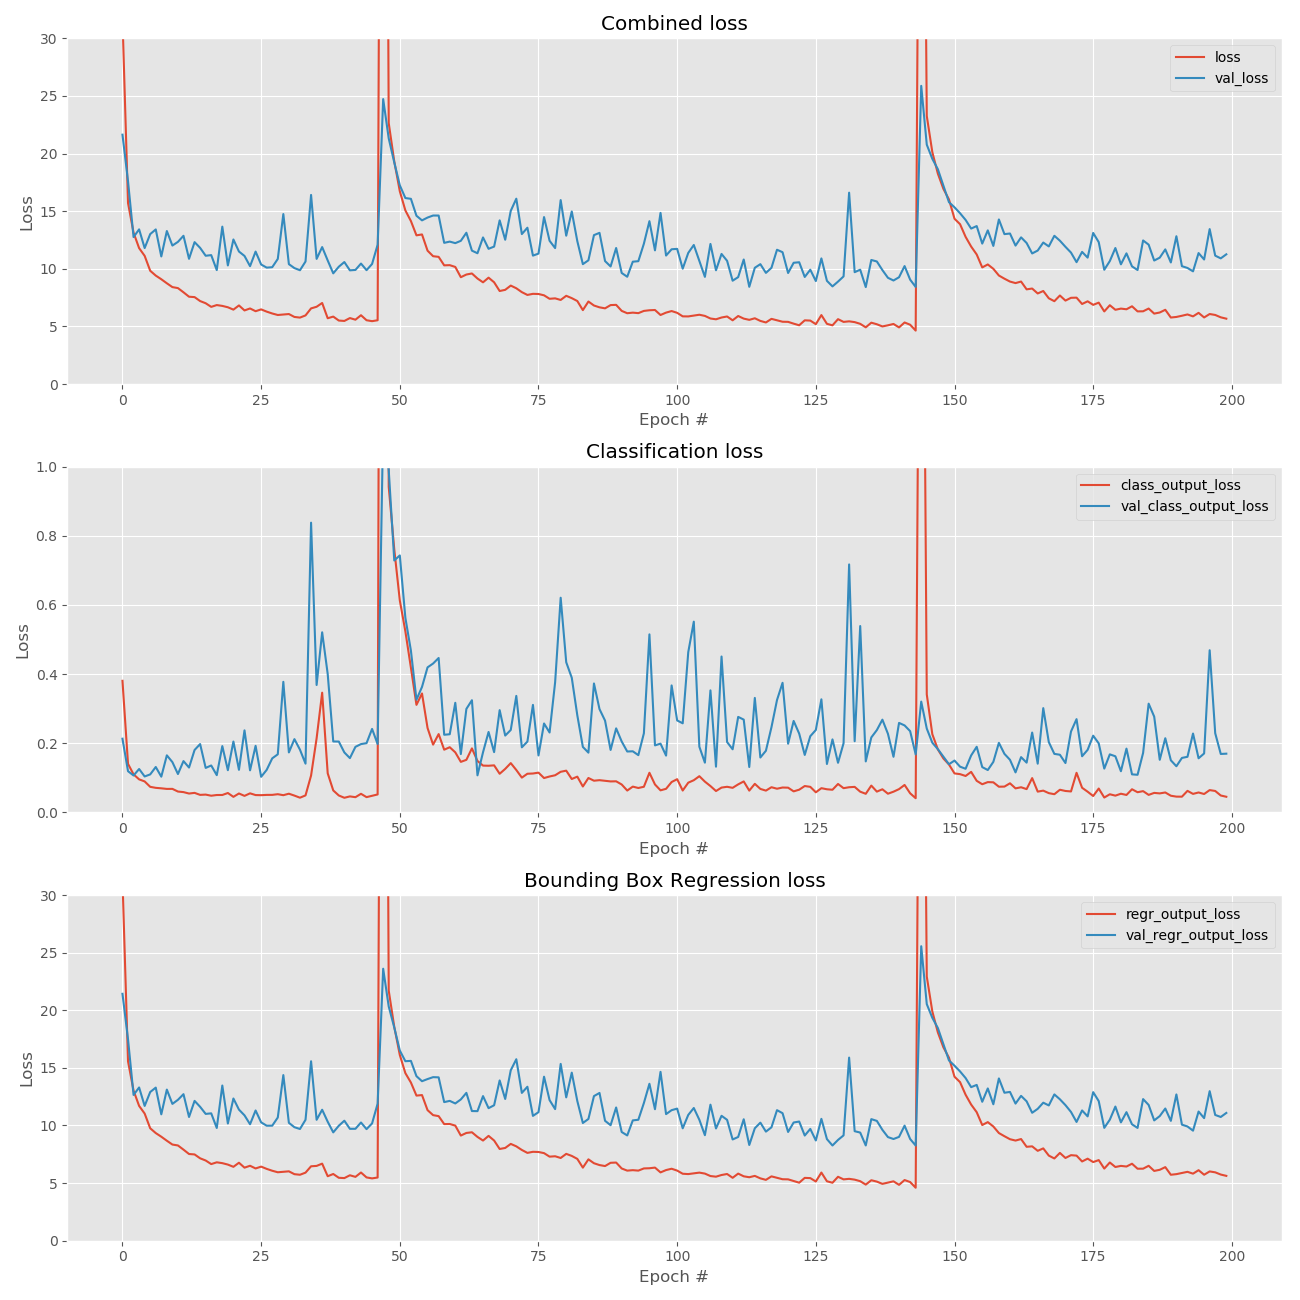 Combined loss
30
25
20
15
10
5
0
Loss
loss
val_loss
0 25 50 75 100 125 150 175 200
Epoch #
Classification loss
1.0
0.8
0.6
0.4
0.2
0.0
Loss
class_output_loss
val_class_output_loss
0 25 50 75 100 125 150 175 200
Epoch #
Bounding Box Regression loss
30
25
20
15
10
5
0
Loss
regr_output_loss
val_regr_output_loss
0 25 50 75 100 125 150 175 200
Epoch #